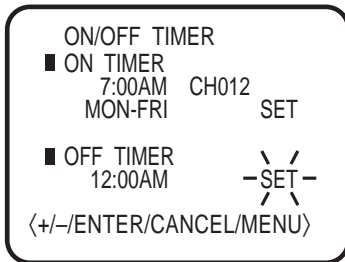 ON/OFF TIMER
■ ON TIMER
7:00AM CH012
MON-FRI SET
■ OFF TIMER
12:00AM SET
〈+/–/ENTER/CANCEL/MENU〉